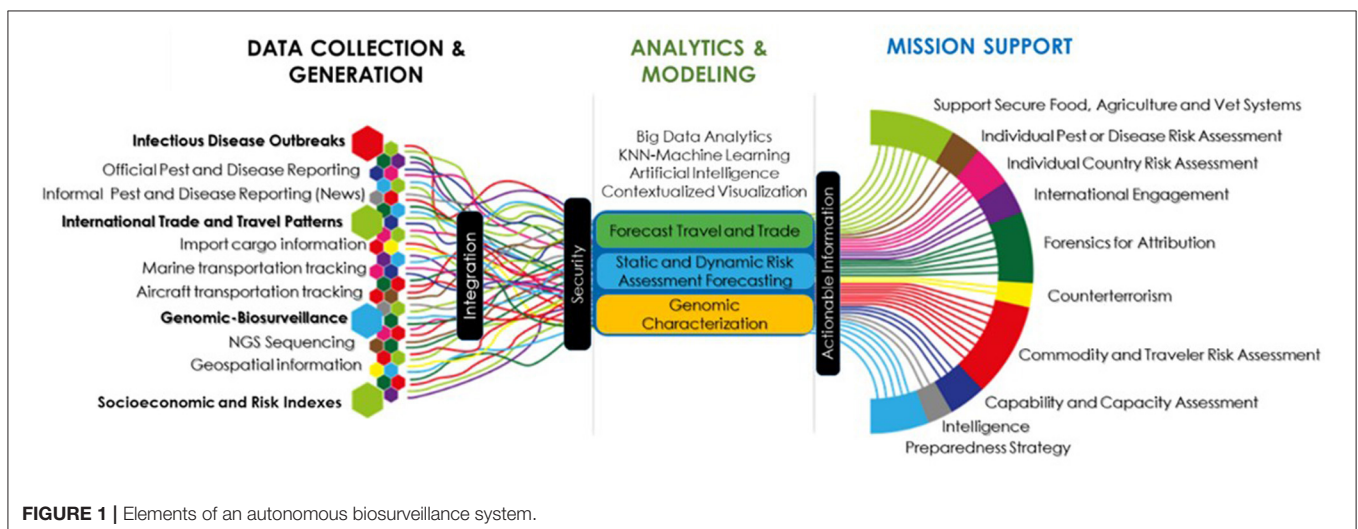 DATA COLLECTION &
GENERATION
ANALYTICS &
MODELING
MISSION SUPPORT
Infectious Disease Outbreaks
Official Pest and Disease Reporting
Informal Pest and Disease Reporting (News)
International Trade and Travel Patterns
Import cargo information
Marine transportation tracking
Aircraft transportation tracking
Genomic-Biosurveillance
NGS Sequencing
Geospatial information
Socioeconomic and Risk Indexes
Integration
Security
Big Data Analytics
KNN-Machine Learning
Artificial Intelligence
Contextualized Visualization
Forecast Travel and Trade
Static and Dynamic Risk
Assessment Forecasting
Genomic
Characterization
Actionable Information
Support Secure Food, Agriculture and Vet Systems
Individual Pest or Disease Risk Assessment
Individual Country Risk Assessment
International Engagement
Forensics for Attribution
Counterterrorism
Commodity and Traveler Risk Assessment
Capability and Capacity Assessment
Intelligence
Preparedness Strategy
FIGURE 1 | Elements of an autonomous biosurveillance system.